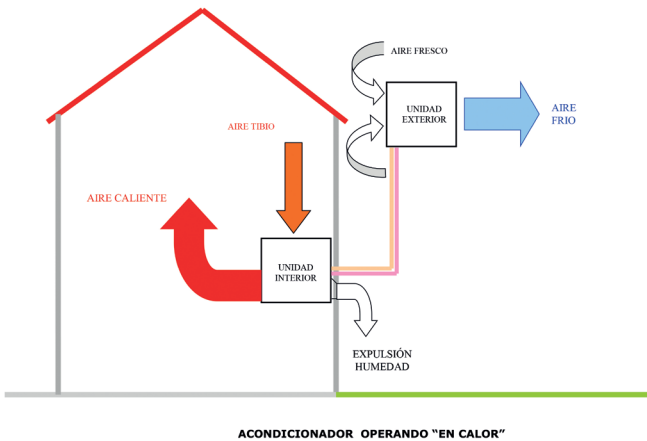 AIRE FRESCO
UNIDAD
EXTERIOR
AIRE
FRIO
AIRE TIBIO
AIRE CALIENTE
UNIDAD
INTERIOR
EXPULSIÓN
HUMEDAD
ACONDICIONADOR OPERANDO “EN CALOR”